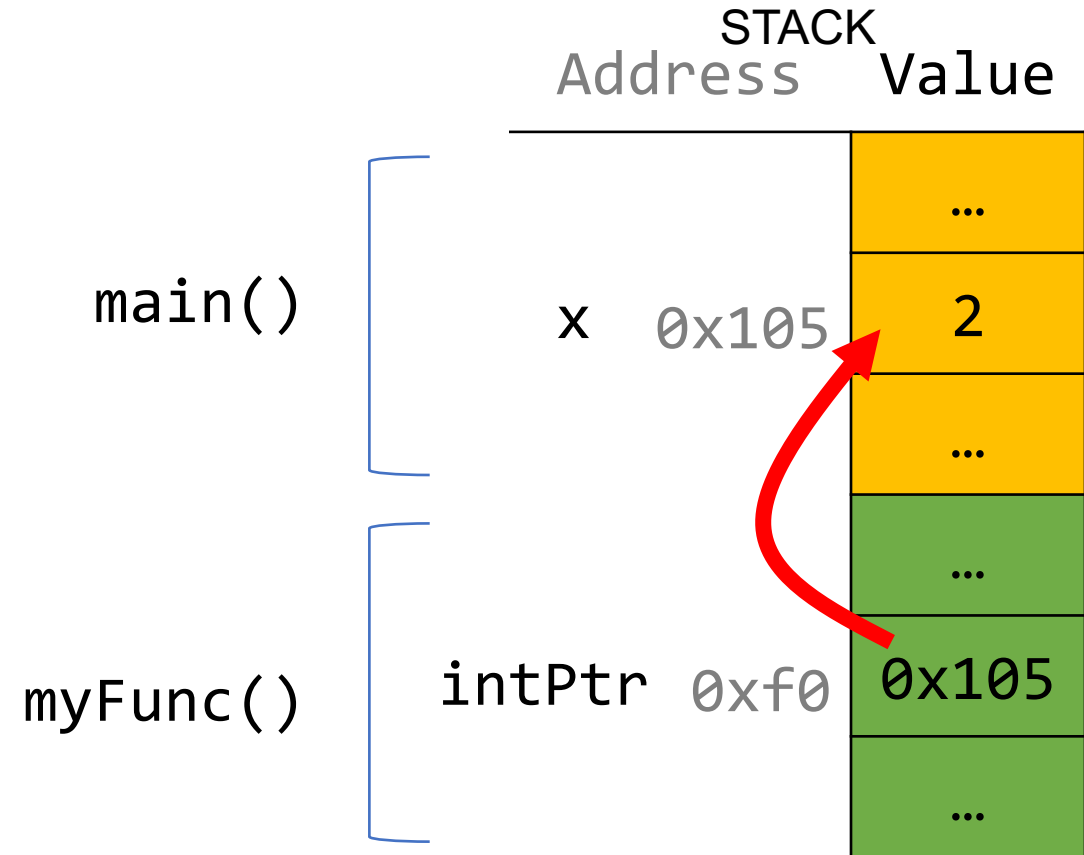 STACK
Address Value
…
main() x 0x105 2
…
…
myFunc() intPtr 0xf0 0x105
…